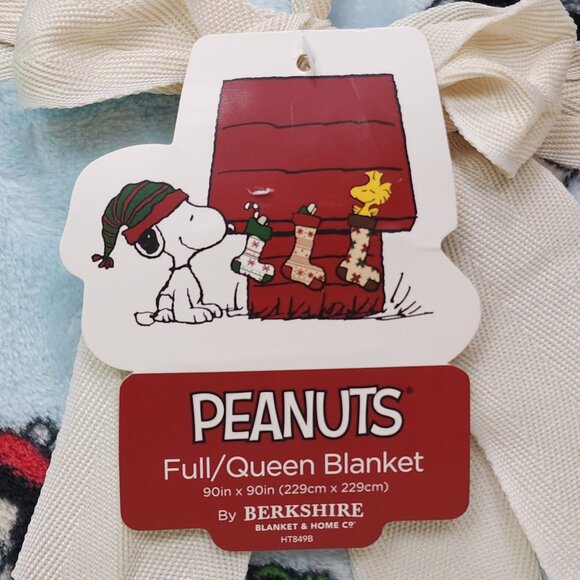 PEANUTS®
Full/Queen Blanket
90in x 90in (229cm x 229cm)
By BERKSHIRE
BLANKET & HOME Cº
HT849B